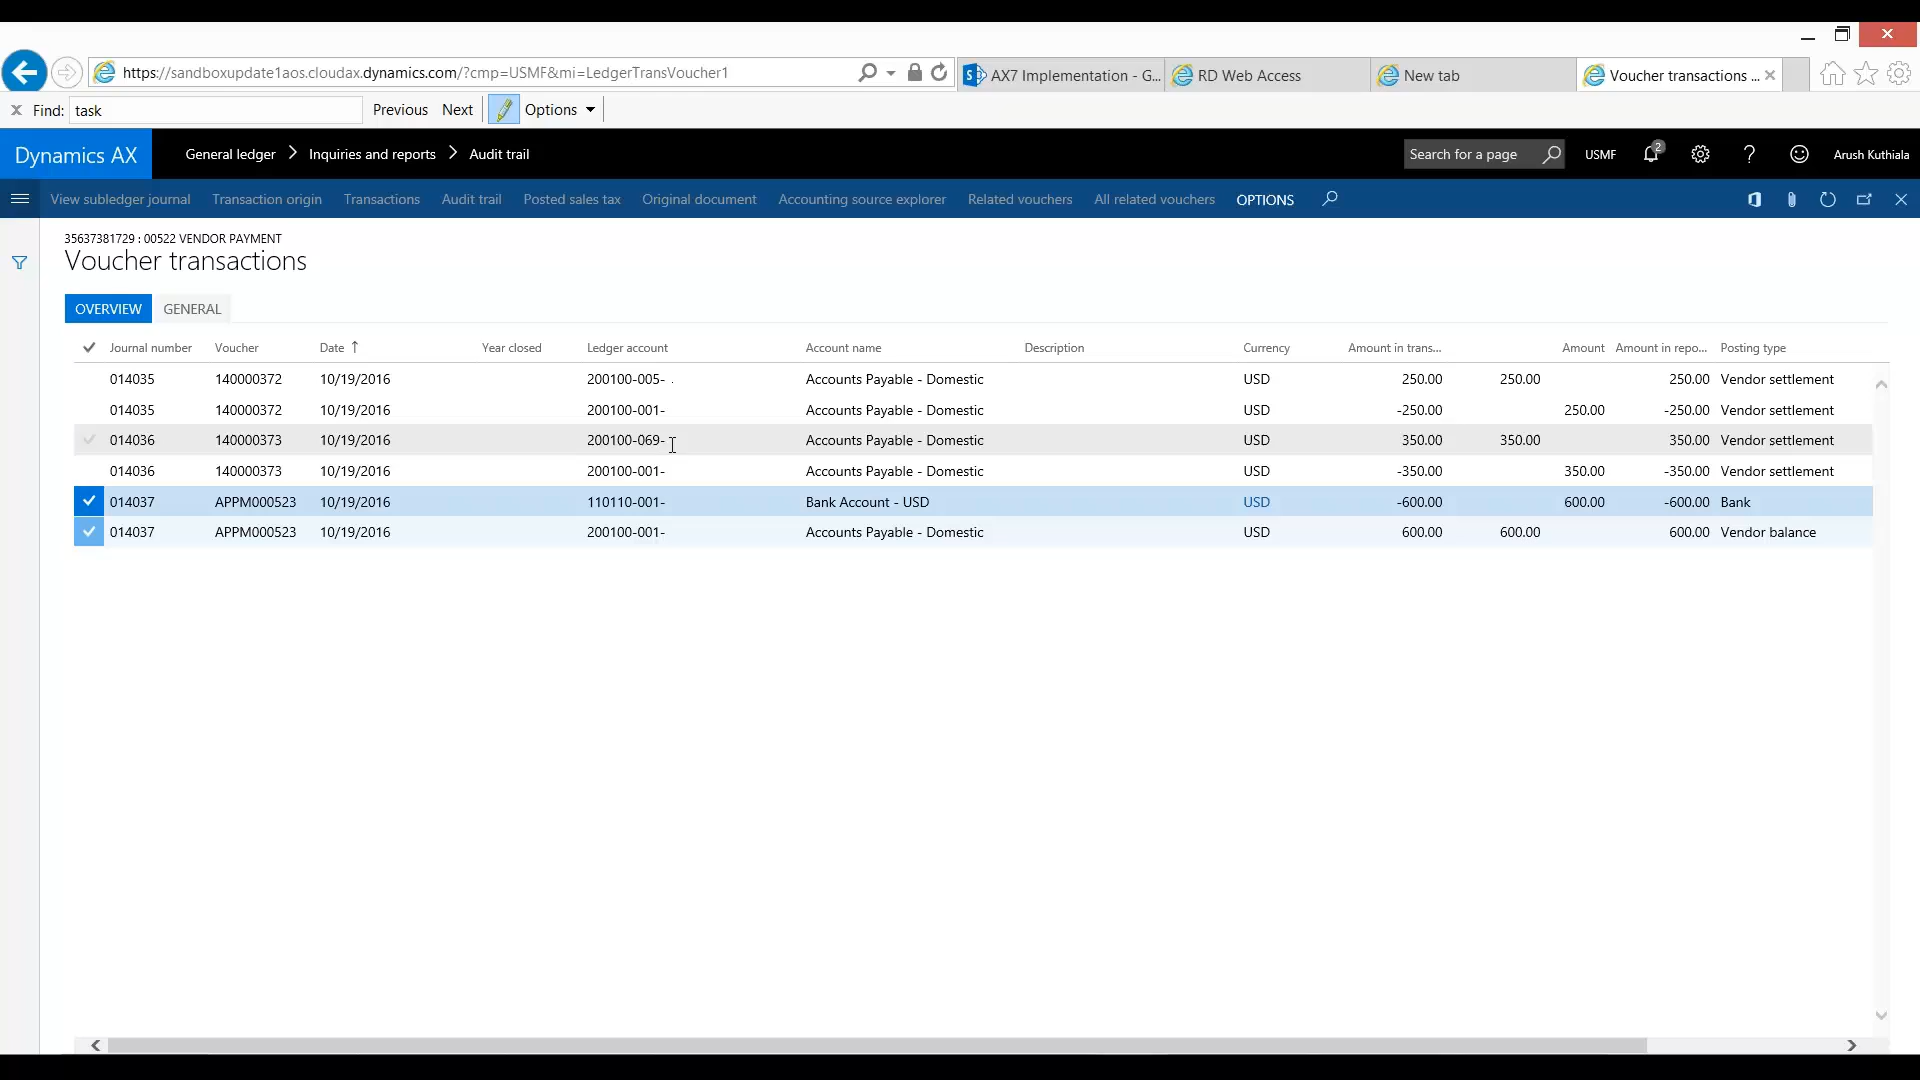 https://sandboxupdate1aos.cloudax.dynamics.com/?cmp=USMF&mi=LedgerTransVoucher1
AX7 Implementation - G...
RD Web Access
New tab
Voucher transactions ...
x Find: task Previous Next Options
Dynamics AX General ledger > Inquiries and reports > Audit trail Search for a page USMF 2 ? Arush Kuthiala
View subledger journal Transaction origin Transactions Audit trail Posted sales tax Original document Accounting source explorer Related vouchers All related vouchers OPTIONS
35637381729 : 00522 VENDOR PAYMENT
Voucher transactions
OVERVIEW GENERAL
Journal number Voucher Date ↑ Year closed Ledger account Account name Description Currency Amount in trans... Amount Amount in repo... Posting type
014035 140000372 10/19/2016 200100-005- . Accounts Payable - Domestic USD 250.00 250.00 250.00 Vendor settlement
014035 140000372 10/19/2016 200100-001- Accounts Payable - Domestic USD -250.00 250.00 -250.00 Vendor settlement
014036 140000373 10/19/2016 200100-069- Accounts Payable - Domestic USD 350.00 350.00 350.00 Vendor settlement
014036 140000373 10/19/2016 200100-001- Accounts Payable - Domestic USD -350.00 350.00 -350.00 Vendor settlement
014037 APPM000523 10/19/2016 110110-001- Bank Account - USD USD -600.00 600.00 -600.00 Bank
014037 APPM000523 10/19/2016 200100-001- Accounts Payable - Domestic USD 600.00 600.00 600.00 Vendor balance